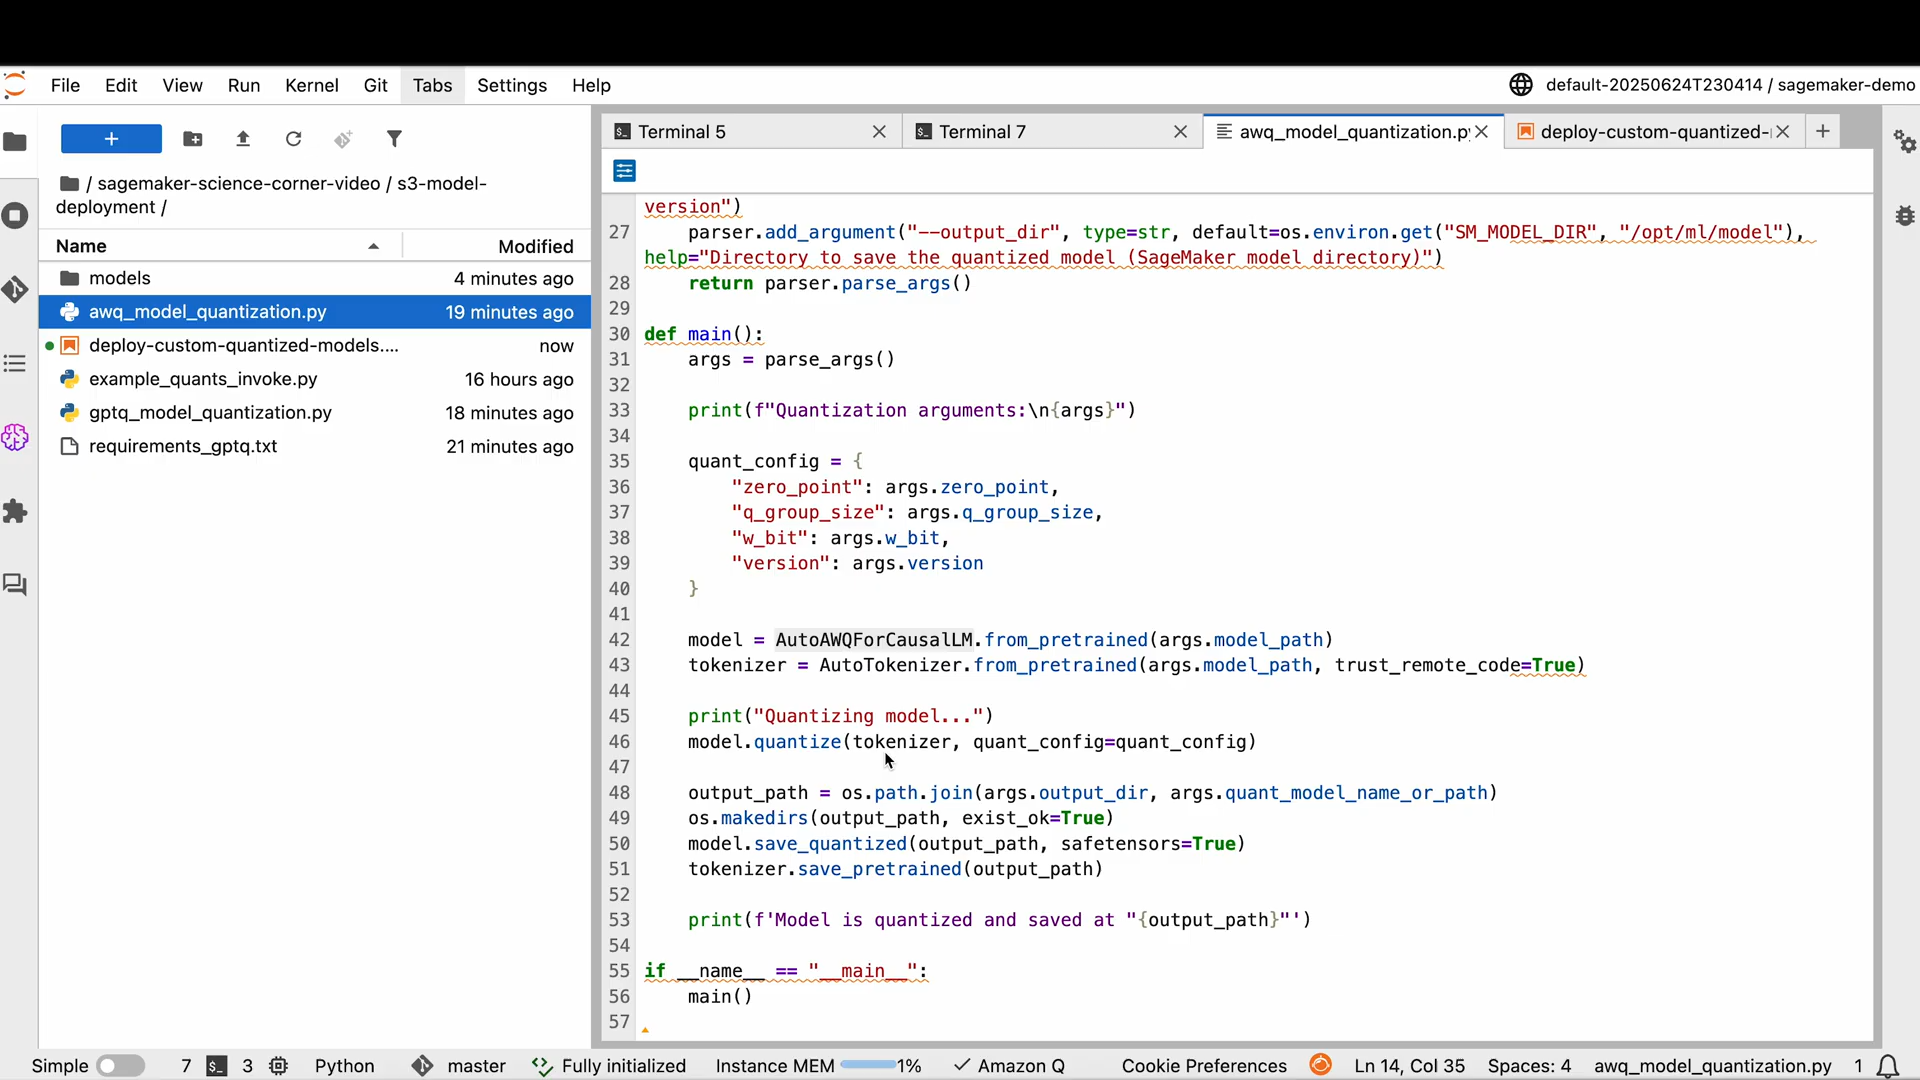 File Edit View Run Kernel Git Tabs Settings Help
default-20250624T230414 / sagemaker-demo
+
/ sagemaker-science-corner-video / s3-model-
deployment /
Name Modified
models 4 minutes ago
awq_model_quantization.py 19 minutes ago
deploy-custom-quantized-models.... now
example_quants_invoke.py 16 hours ago
gptq_model_quantization.py 18 minutes ago
requirements_gptq.txt 21 minutes ago
Terminal 5 Terminal 7 awq_model_quantization.py deploy-custom-quantized- +
version")
27 parser.add_argument("--output_dir", type=str, default=os.environ.get("SM_MODEL_DIR", "/opt/ml/model"),
help="Directory to save the quantized model (SageMaker model directory)")
28 return parser.parse_args()
29
30 def main():
31 args = parse_args()
32
33 print(f"Quantization arguments:\n{args}")
34
35 quant_config = {
36 "zero_point": args.zero_point,
37 "q_group_size": args.q_group_size,
38 "w_bit": args.w_bit,
39 "version": args.version
40 }
41
42 model = AutoAWQForCausalLM.from_pretrained(args.model_path)
43 tokenizer = AutoTokenizer.from_pretrained(args.model_path, trust_remote_code=True)
44
45 print("Quantizing model...")
46 model.quantize(tokenizer, quant_config=quant_config)
47
48 output_path = os.path.join(args.output_dir, args.quant_model_name_or_path)
49 os.makedirs(output_path, exist_ok=True)
50 model.save_quantized(output_path, safetensors=True)
51 tokenizer.save_pretrained(output_path)
52
53 print(f'Model is quantized and saved at "{output_path}"')
54
55 if __name__ == "__main__":
56 main()
57
Simple 7 3 Python master Fully initialized Instance MEM 1% Amazon Q Cookie Preferences Ln 14, Col 35 Spaces: 4 awq_model_quantization.py 1